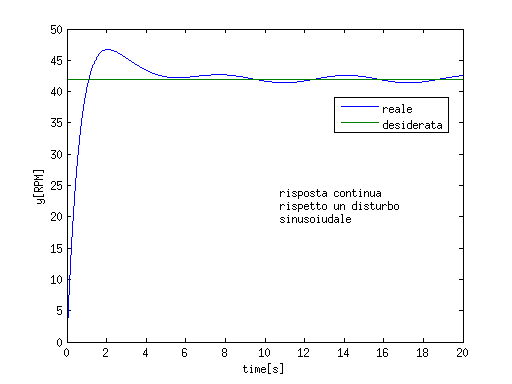 50
45
40
35
30
25
20
15
10
5
0
y[RPM]
reale
desiderata
risposta continua
rispetto un disturbo
sinusoiudale
0 2 4 6 8 10 12 14 16 18 20
time[s]